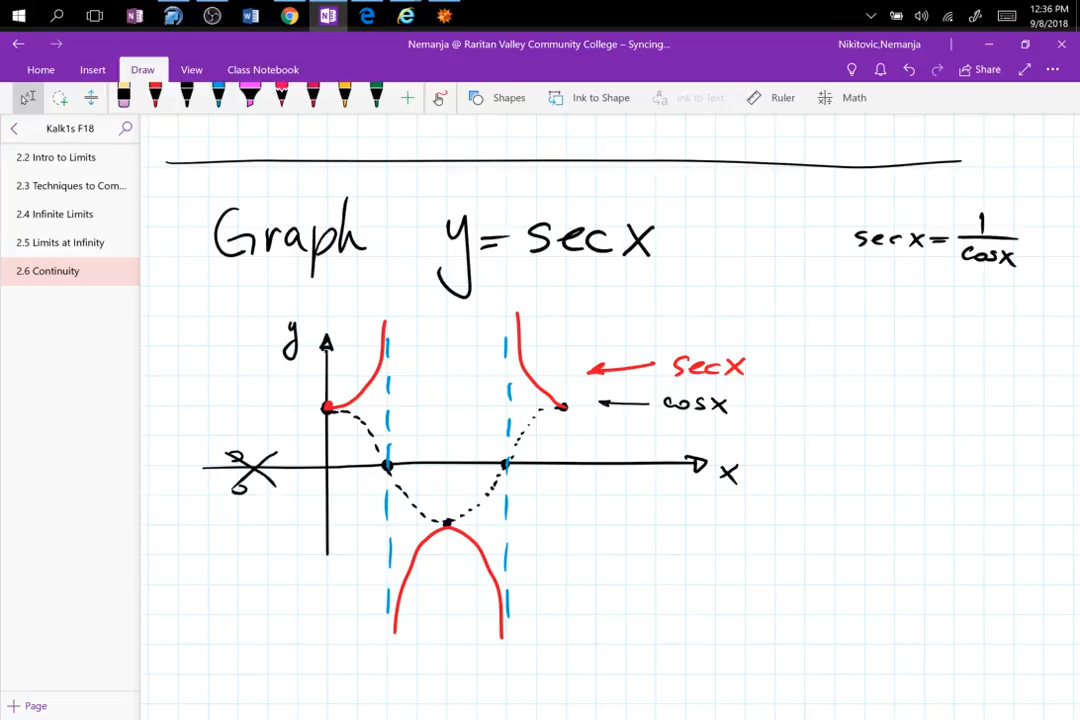 12:36 PM
9/8/2018
Nemanja @ Raritan Valley Community College – Syncing...
Nikitovic,Nemanja
Home Insert Draw View Class Notebook
Share
Shapes Ink to Shape Ink to Text Ruler Math
Kalk1s F18
2.2 Intro to Limits
2.3 Techniques to Com...
2.4 Infinite Limits
2.5 Limits at Infinity
2.6 Continuity
Graph y = sec x
sec x = 1/cos x
y
sec x
cos x
x
Page